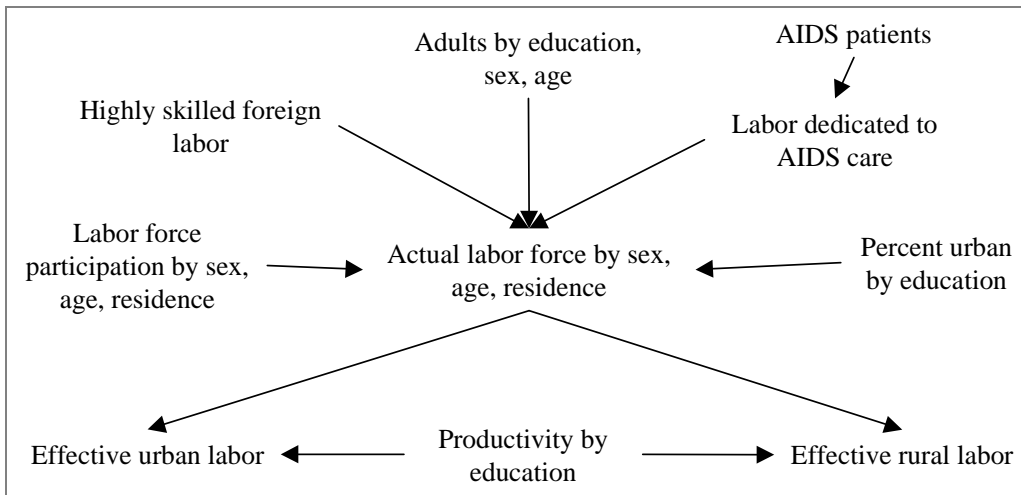 Adults by education,
sex, age
AIDS patients
Highly skilled foreign
labor
Labor dedicated to
AIDS care
Labor force
participation by sex,
age, residence
Actual labor force by sex,
age, residence
Percent urban
by education
Effective urban labor
Productivity by
education
Effective rural labor